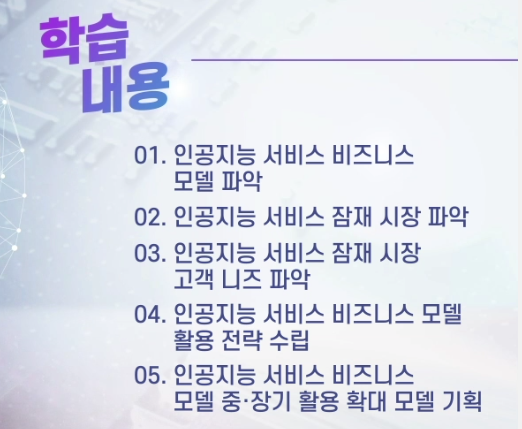 학습
내용
01. 인공지능 서비스 비즈니스
모델 파악
02. 인공지능 서비스 잠재 시장 파악
03. 인공지능 서비스 잠재 시장
고객 니즈 파악
04. 인공지능 서비스 비즈니스 모델
활용 전략 수립
05. 인공지능 서비스 비즈니스
모델 중·장기 활용 확대 모델 기획